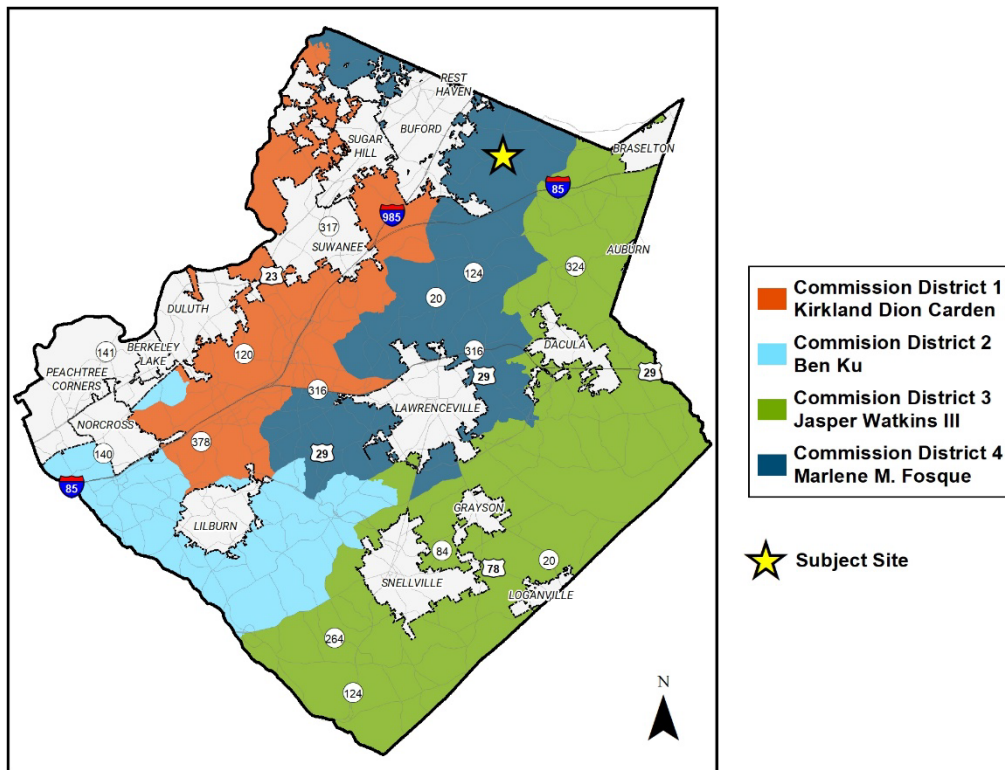 REST
HAVEN
BUFORD
SUGAR
HILL
BRASELTON
85
985
317
SUWANEE
AUBURN
23
124
324
20
DULUTH
BERKELEY
LAKE
141
PEACHTREE
CORNERS
120
316
DACULA
29
29
316
LAWRENCEVILLE
NORCROSS
378
140
29
85
LILBURN
GRAYSON
84
78
20
SNELLVILLE
LOGANVILLE
264
124
N
Commission District 1
Kirkland Dion Carden
Commision District 2
Ben Ku
Commission District 3
Jasper Watkins III
Commission District 4
Marlene M. Fosque
Subject Site